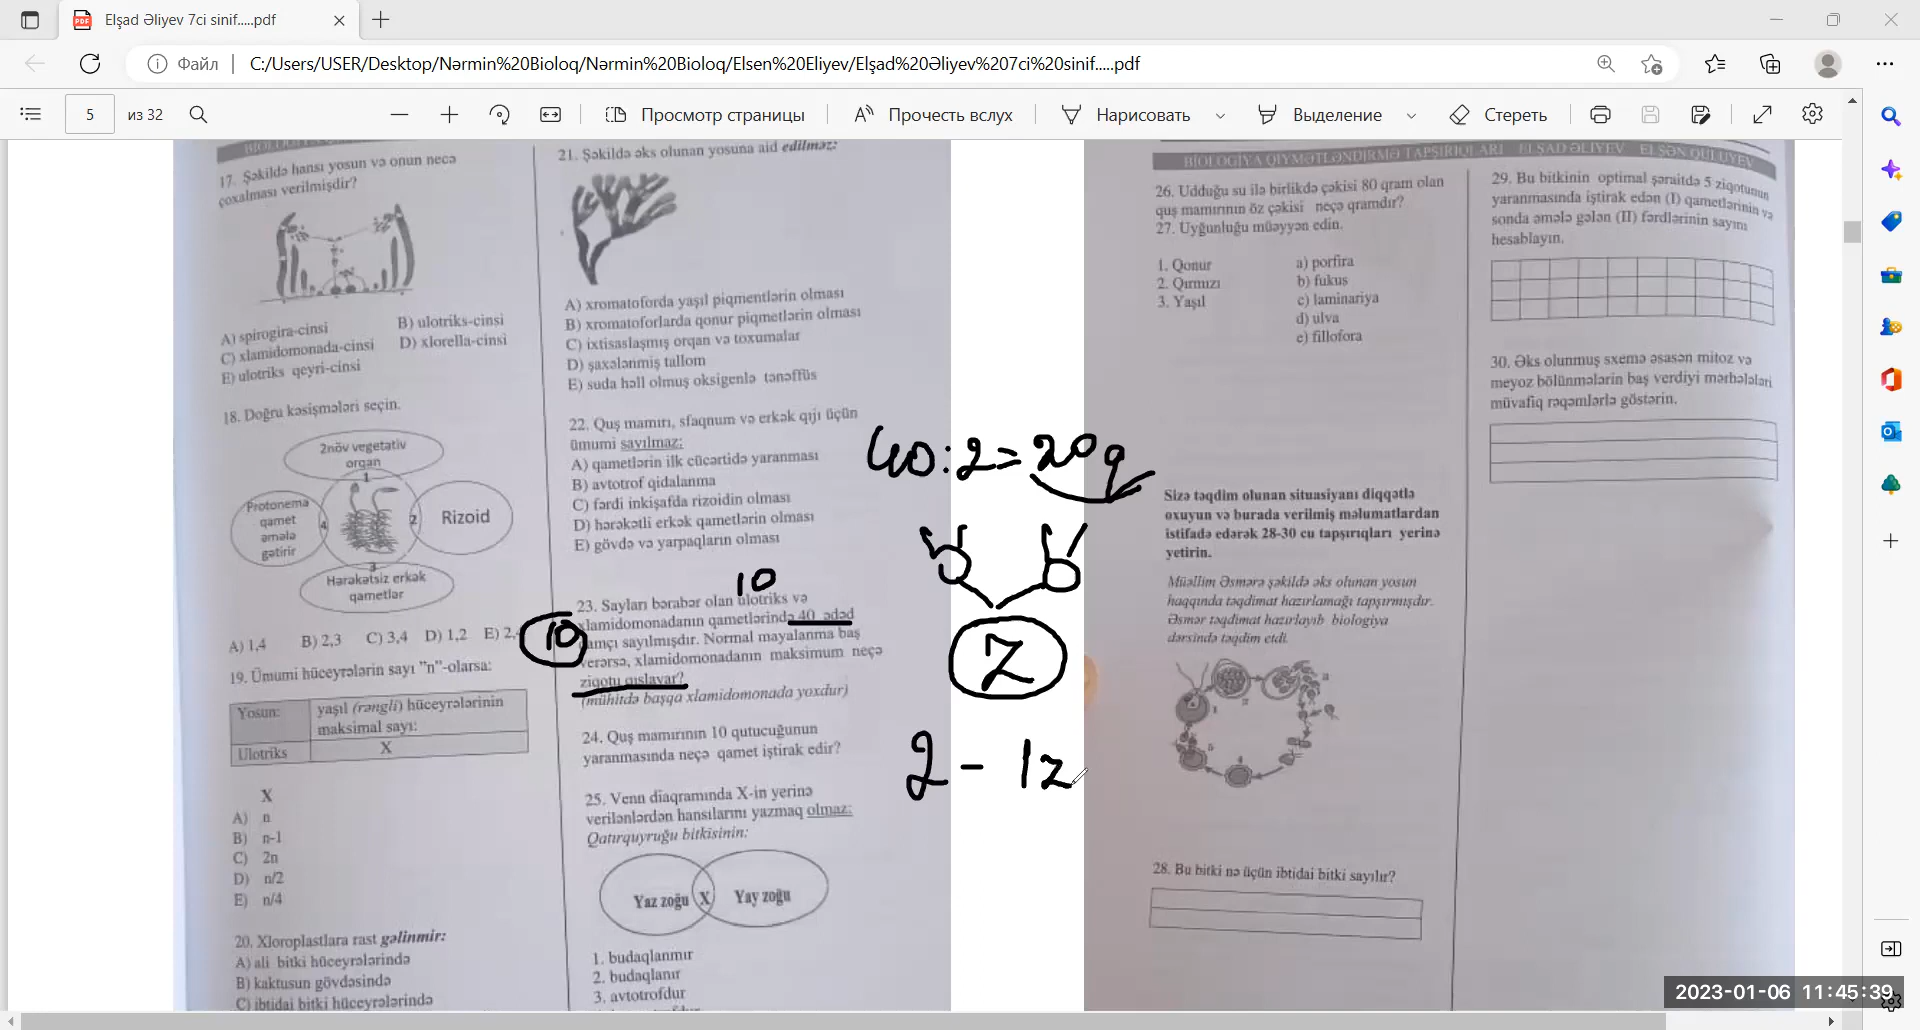 Elşad Əliyev 7ci sinif.....pdf
Файл
C:/Users/USER/Desktop/Nərmin%20Bioloq/Nərmin%20Bioloq/Elsen%20Eliyev/Elşad%20Əliyev%207ci%20sinif.....pdf
5 из 32
Просмотр страницы
Прочесть вслух
Нарисовать
Выделение
Стереть
17. Şəkildə hansı yosun və onun necə
çoxalması verilmişdir?
A) spirogira-cinsi
B) ulotriks-cinsi
C) xlamidomonada-cinsi
D) xlorella-cinsi
E) ulotriks qeyri-cinsi
18. Doğru kəsişmələri seçin.
2növ vegetativ
orqan
1
Protonema
qamet
əmələ
gətirir
4
2
Rizoid
3
Hərəkətsiz erkək
qametlər
A) 1,4 B) 2,3 C) 3,4 D) 1,2 E) 2,
19. Ümumi hüceyrələrin sayı "n"-olarsa:
Yosun:
yaşıl (rəngli) hüceyrələrinin
maksimal sayı:
Ulotriks
X
X
A) n
B) n-1
C) 2n
D) n/2
E) n/4
20. Xloroplastlara rast gəlinmir:
A) ali bitki hüceyrələrində
B) kaktusun gövdəsində
C) ibtidai bitki hüceyrələrində
21. Şəkildə əks olunan yosuna aid edilməz:
A) xromatoforda yaşıl piqmentlərin olması
B) xromatoforlarda qonur piqmetlərin olması
C) ixtisaslaşmış orqan və toxumalar
D) şaxələnmiş tallom
E) suda həll olmuş oksigenlə tənəffüs
22. Quş mamırı, sfaqnum və erkək qıjı üçün
ümumi sayılmaz:
A) qametlərin ilk cücərtidə yaranması
B) avtotrof qidalanma
C) fərdi inkişafda rizoidin olması
D) hərəkətli erkək qametlərin olması
E) gövdə və yarpaqların olması
10
23. Sayları bərabər olan ulotriks və
xlamidomonadanın qametlərində 40 ədəd
10
qamçı sayılmışdır. Normal mayalanma baş
verərsə, xlamidomonadanın maksimum neçə
ziqotu qışlayar?
(mühitdə başqa xlamidomonada yoxdur)
24. Quş mamırının 10 qutucuğunun
yaranmasında neçə qamet iştirak edir?
25. Venn diaqramında X-in yerinə
verilənlərdən hansılarını yazmaq olmaz:
Qatırquyruğu bitkisinin:
Yaz zoğu
X
Yay zoğu
1. budaqlanmır
2. budaqlanır
3. avtotrofdur
40:2=20q
Z
2 - 1z
BİOLOGİYA QİYMƏTLƏNDİRMƏ TAPŞIRIQLARI ELŞAD ƏLİYEV ELŞƏN QULUYEV
26. Udduğu su ilə birlikdə çəkisi 80 qram olan
quş mamırının öz çəkisi neçə qramdır?
27. Uyğunluğu müəyyən edin.
1. Qonur
2. Qırmızı
3. Yaşıl
a) porfira
b) fukus
c) laminariya
d) ulva
e) fillofora
Sizə təqdim olunan situasiyanı diqqətlə
oxuyun və burada verilmiş məlumatlardan
istifadə edərək 28-30 cu tapşırıqları yerinə
yetirin.
Müəllim Əsmərə şəkildə əks olunan yosun
haqqında təqdimat hazırlamağı tapşırmışdır.
Əsmər təqdimat hazırlayıb biologiya
dərsində təqdim etdi.
28. Bu bitki nə üçün ibtidai bitki sayılır?
29. Bu bitkinin optimal şəraitdə 5 ziqotunun
yaranmasında iştirak edən (I) qametlərinin və
sonda əmələ gələn (II) fərdlərinin sayını
hesablayın.
30. Əks olunmuş sxemə əsasən mitoz və
meyoz bölünmələrin baş verdiyi mərhələləri
müvafiq rəqəmlərlə göstərin.
2023-01-06 11:45:39